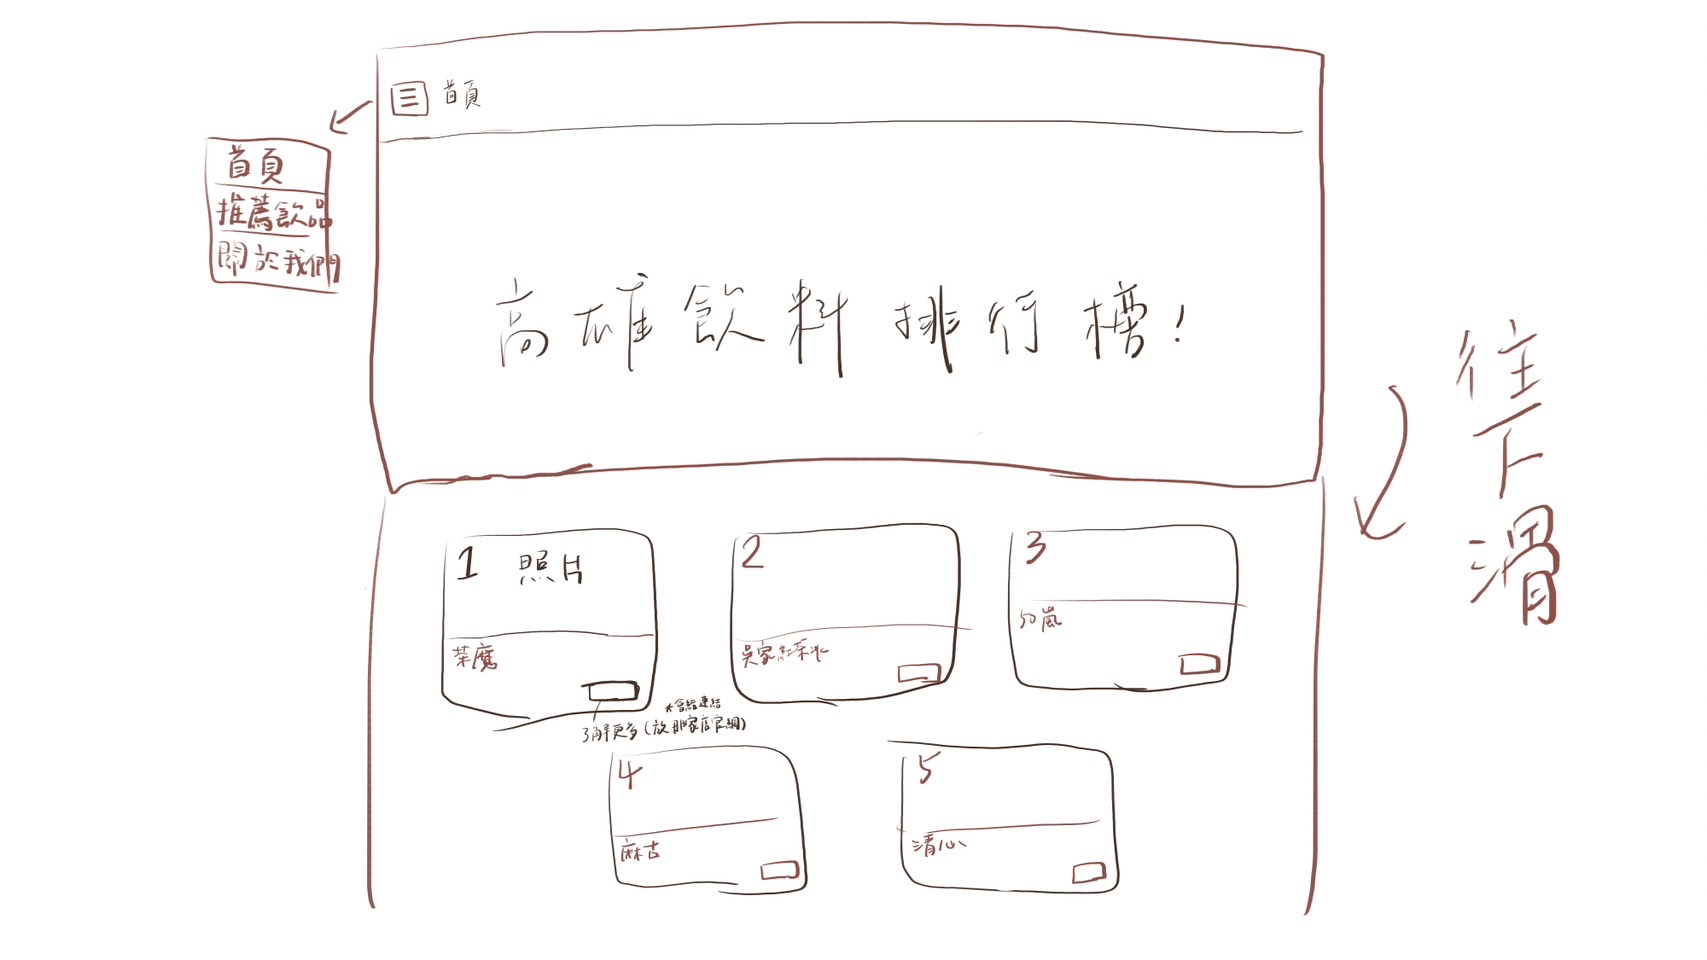 首頁
首頁
推薦飲品
關於我們
高雄飲料排行榜!
往下滑
1 照片
茶魔
2
吳家紅茶冰
3
50嵐
*會給連結
了解更多(放那家店官網)
4
麻古
5
清心